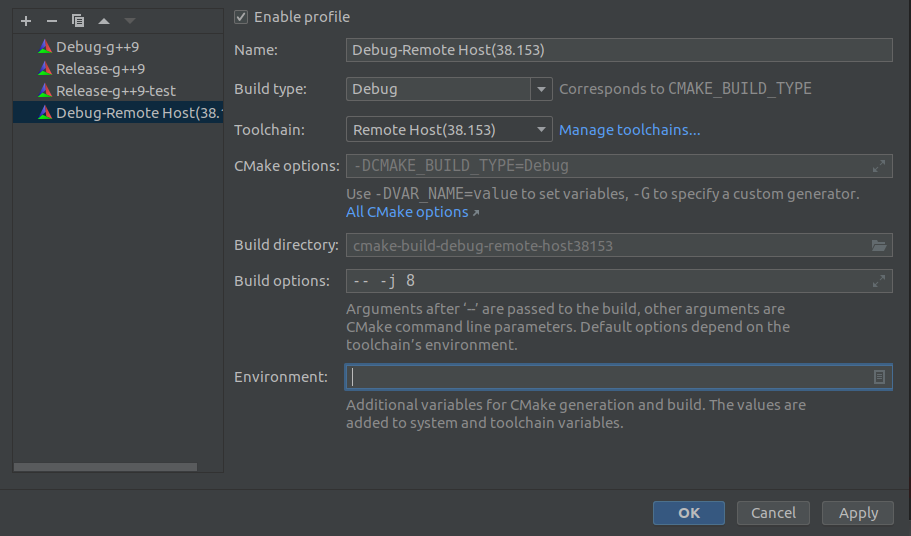 Debug-g++9
Release-g++9
Release-g++9-test
Debug-Remote Host(38.1
Enable profile
Name: Debug-Remote Host(38.153)
Build type: Debug Corresponds to CMAKE_BUILD_TYPE
Toolchain: Remote Host(38.153) Manage toolchains...
CMake options: -DCMAKE_BUILD_TYPE=Debug
Use -DVAR_NAME=value to set variables, -G to specify a custom generator.
All CMake options ↗
Build directory: cmake-build-debug-remote-host38153
Build options: -- -j 8
Arguments after ‘--’ are passed to the build, other arguments are
CMake command line parameters. Default options depend on the
toolchain’s environment.
Environment:
Additional variables for CMake generation and build. The values are
added to system and toolchain variables.
OK Cancel Apply